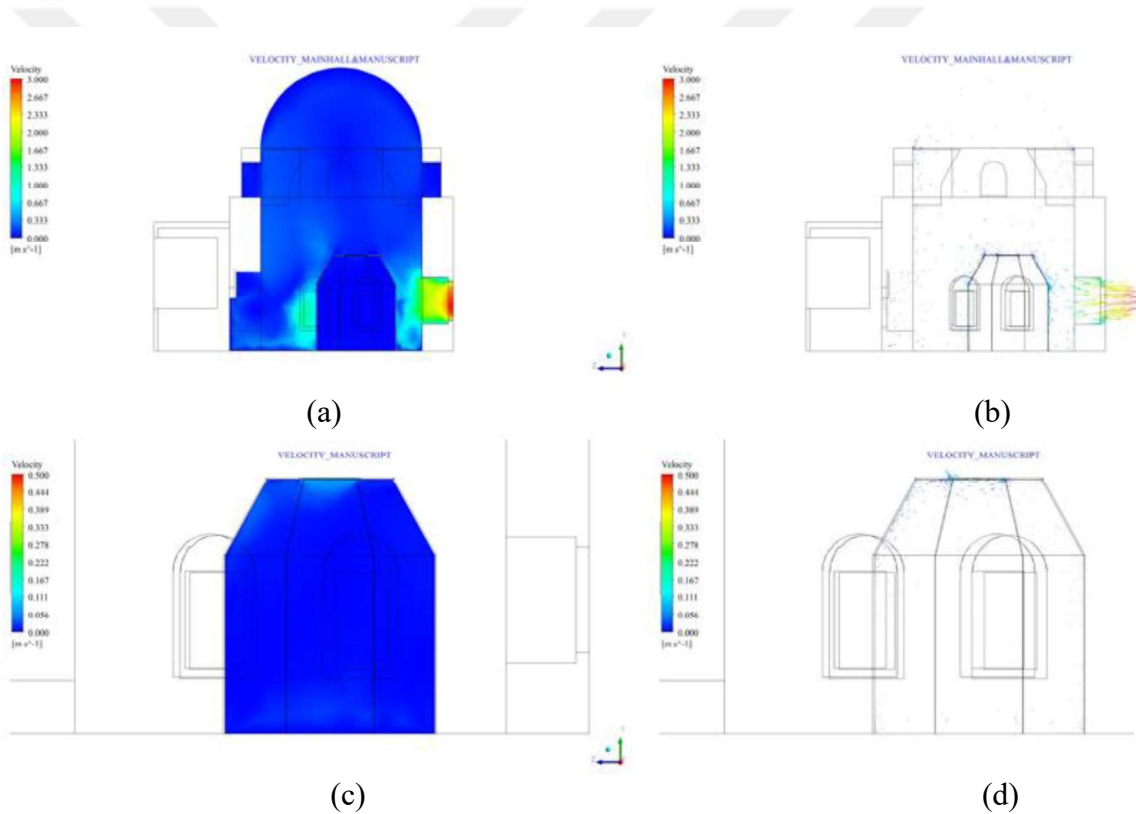 VELOCITY_MAINHALL&MANUSCRIPT
Velocity
3.000
2.667
2.333
2.000
1.667
1.333
1.000
0.667
0.333
0.000
[m s^-1]
Y
Z
(a)
VELOCITY_MAINHALL&MANUSCRIPT
Velocity
3.000
2.667
2.333
2.000
1.667
1.333
1.000
0.667
0.333
0.000
[m s^-1]
(b)
VELOCITY_MANUSCRIPT
Velocity
0.500
0.444
0.389
0.333
0.278
0.222
0.167
0.111
0.056
0.000
[m s^-1]
Y
Z
(c)
VELOCITY_MANUSCRIPT
Velocity
0.500
0.444
0.389
0.333
0.278
0.222
0.167
0.111
0.056
0.000
[m s^-1]
(d)